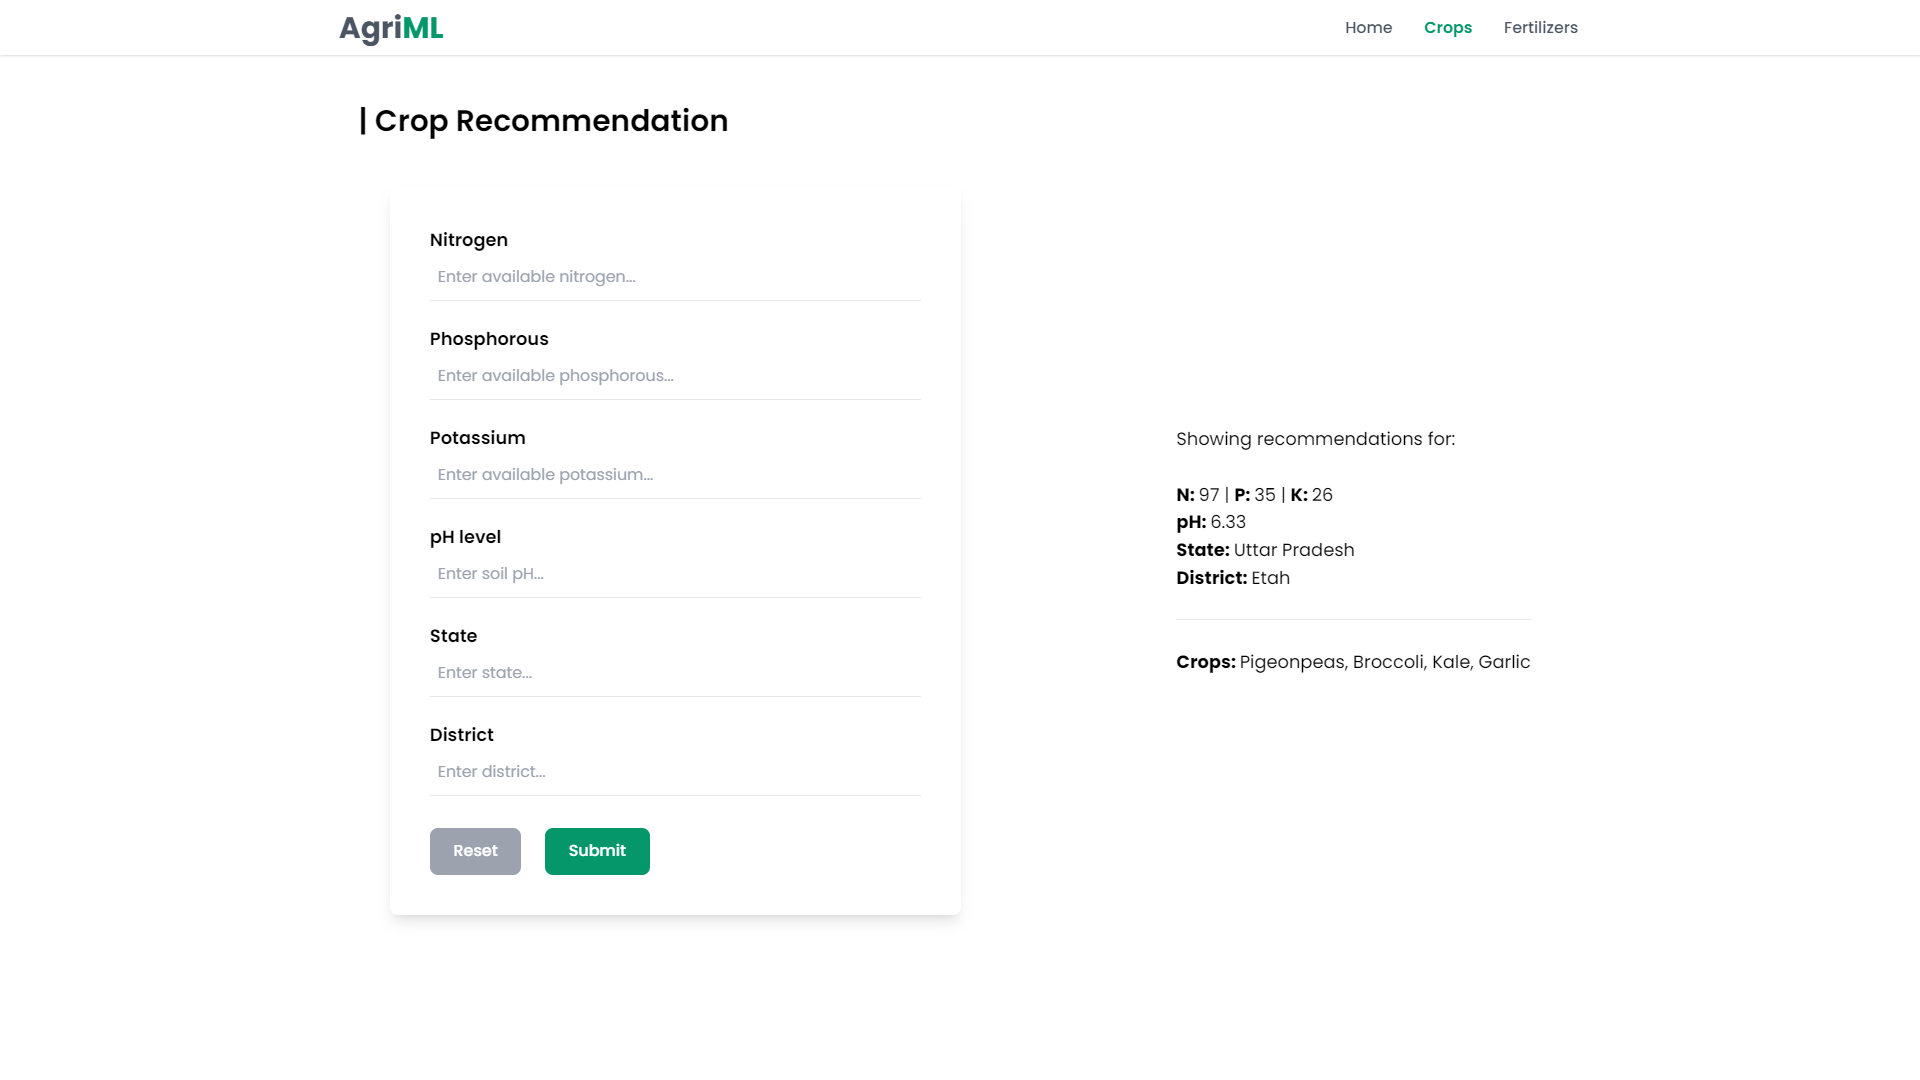 AgriML
Home Crops Fertilizers
| Crop Recommendation
Nitrogen
Enter available nitrogen...
Phosphorous
Enter available phosphorous...
Potassium
Enter available potassium...
pH level
Enter soil pH...
State
Enter state...
District
Enter district...
Reset Submit
Showing recommendations for:
N: 97 | P: 35 | K: 26
pH: 6.33
State: Uttar Pradesh
District: Etah
Crops: Pigeonpeas, Broccoli, Kale, Garlic